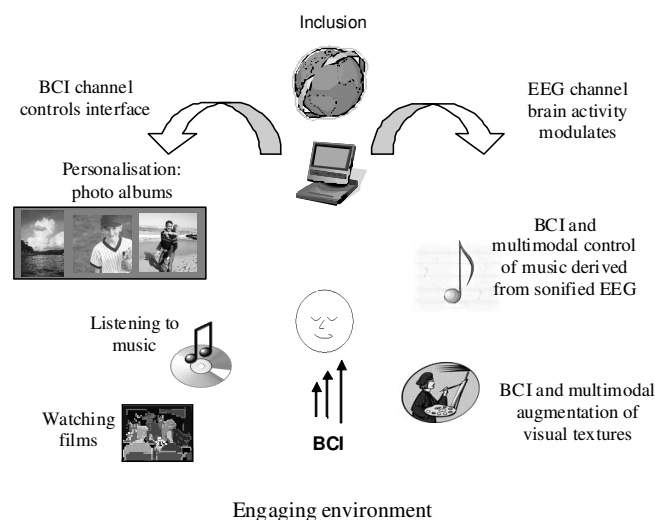 Inclusion
BCI channel
controls interface
EEG channel
brain activity
modulates
Personalisation:
photo albums
BCI and
multimodal control
of music derived
from sonified EEG
Listening to
music
Watching
films
BCI
BCI and multimodal
augmentation of
visual textures
Engaging environment